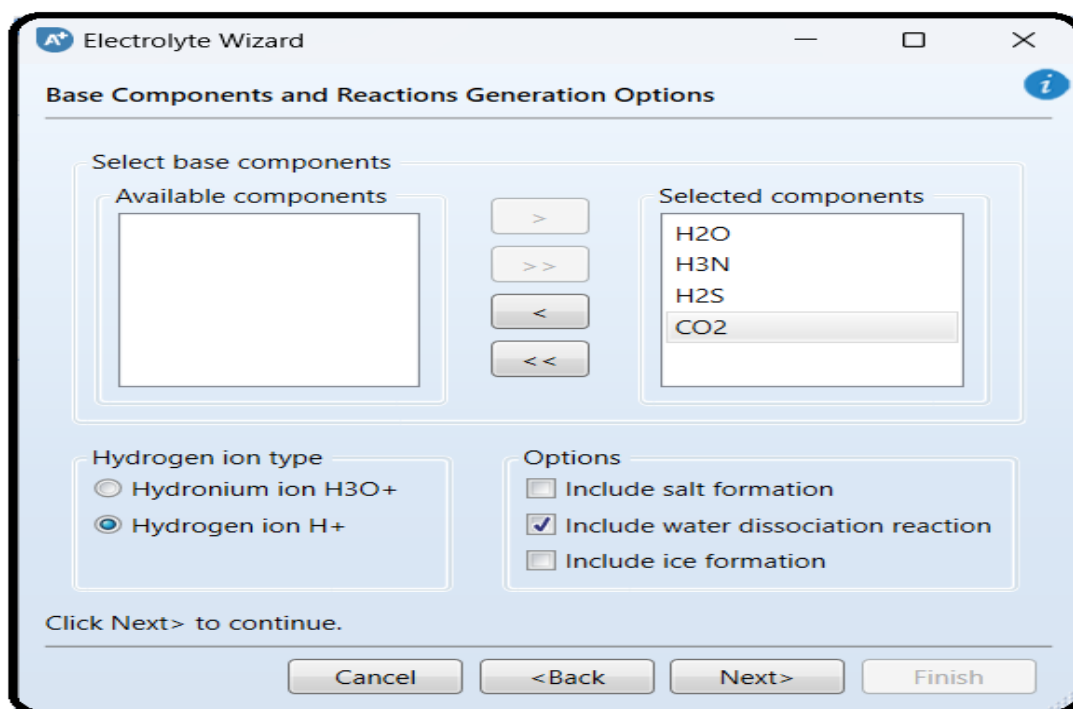 A+ Electrolyte Wizard
i
Base Components and Reactions Generation Options
Select base components
Available components
Selected components
>
>>
<
<<
H2O
H3N
H2S
CO2
Hydrogen ion type
Hydronium ion H3O+
Hydrogen ion H+
Options
Include salt formation
Include water dissociation reaction
Include ice formation
Click Next> to continue.
Cancel <Back Next> Finish